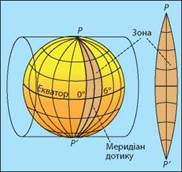 P
P
Зона
Екватор
0°
6°
Меридіан
дотику
P'
P'